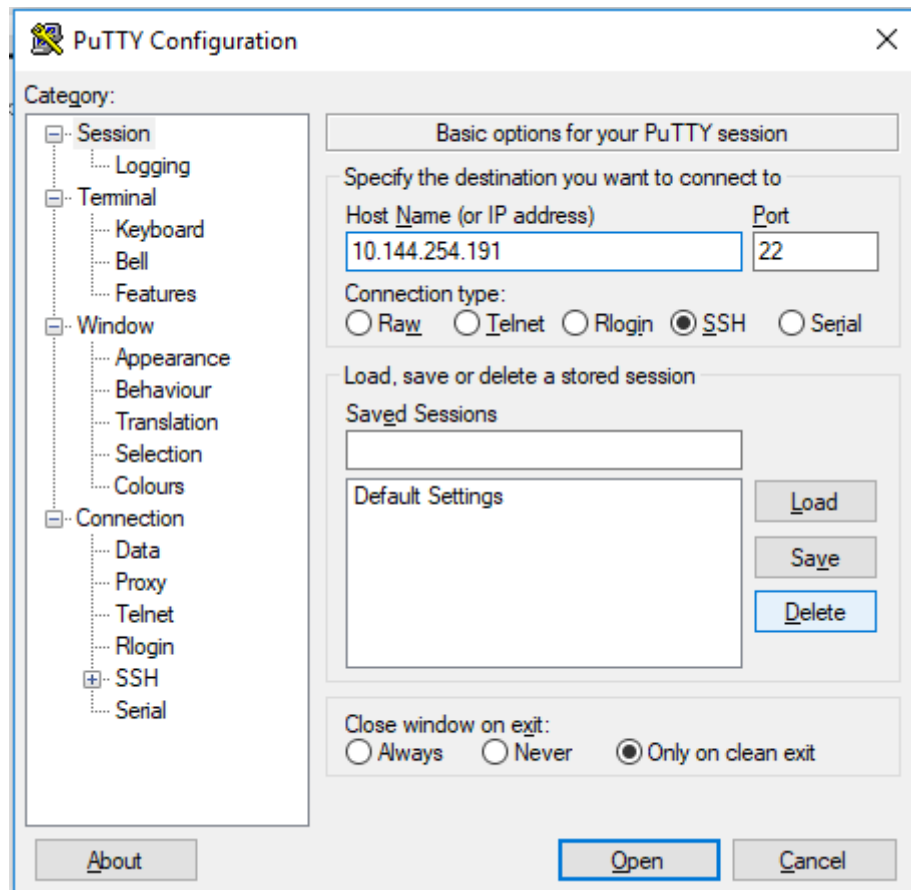 PuTTY Configuration
Category:
Session
Logging
Terminal
Keyboard
Bell
Features
Window
Appearance
Behaviour
Translation
Selection
Colours
Connection
Data
Proxy
Telnet
Rlogin
SSH
Serial
Basic options for your PuTTY session
Specify the destination you want to connect to
Host Name (or IP address) Port
10.144.254.191 22
Connection type:
Raw Telnet Rlogin SSH Serial
Load, save or delete a stored session
Saved Sessions
Default Settings
Load
Save
Delete
Close window on exit:
Always Never Only on clean exit
About Open Cancel